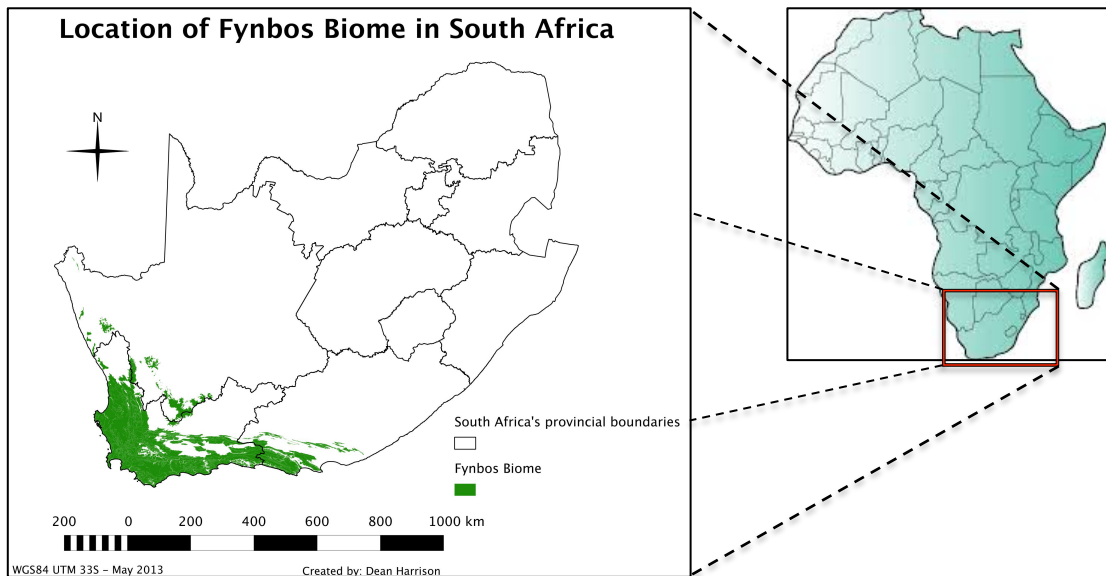 Location of Fynbos Biome in South Africa
N
South Africa's provincial boundaries
Fynbos Biome
200 0 200 400 600 800 1000 km
WGS84 UTM 33S – May 2013
Created by: Dean Harrison